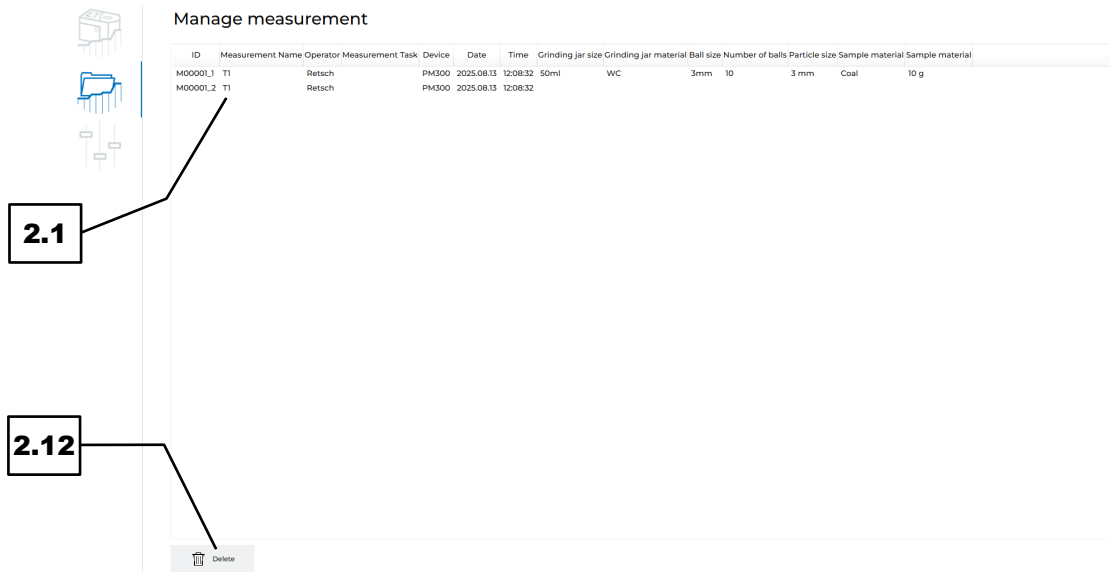 Manage measurement
ID Measurement Name Operator Measurement Task Device Date Time Grinding jar size Grinding jar material Ball size Number of balls Particle size Sample material Sample material
M00001_1 T1 Retsch PM300 2025.08.13 12:08:32 50ml WC 3mm 10 3 mm Coal 10 g
M00001_2 T1 Retsch PM300 2025.08.13 12:08:32
2.1
2.12
Delete